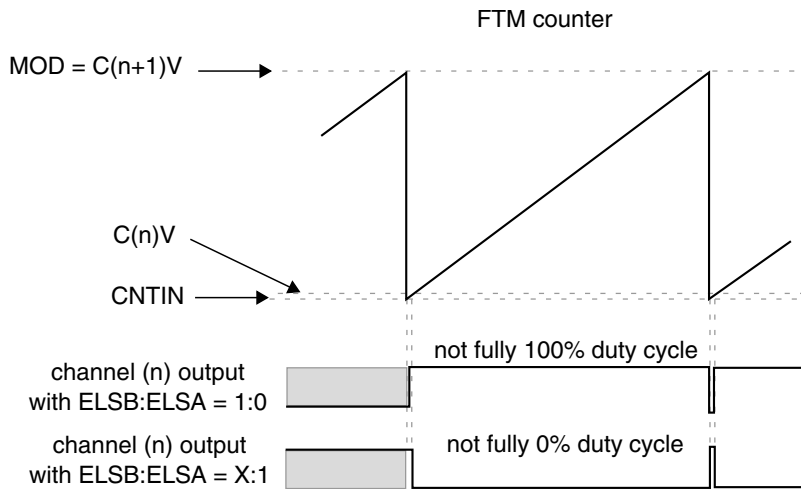 FTM counter
MOD = C(n+1)V
C(n)V
CNTIN
not fully 100% duty cycle
channel (n) output
with ELSB:ELSA = 1:0
not fully 0% duty cycle
channel (n) output
with ELSB:ELSA = X:1